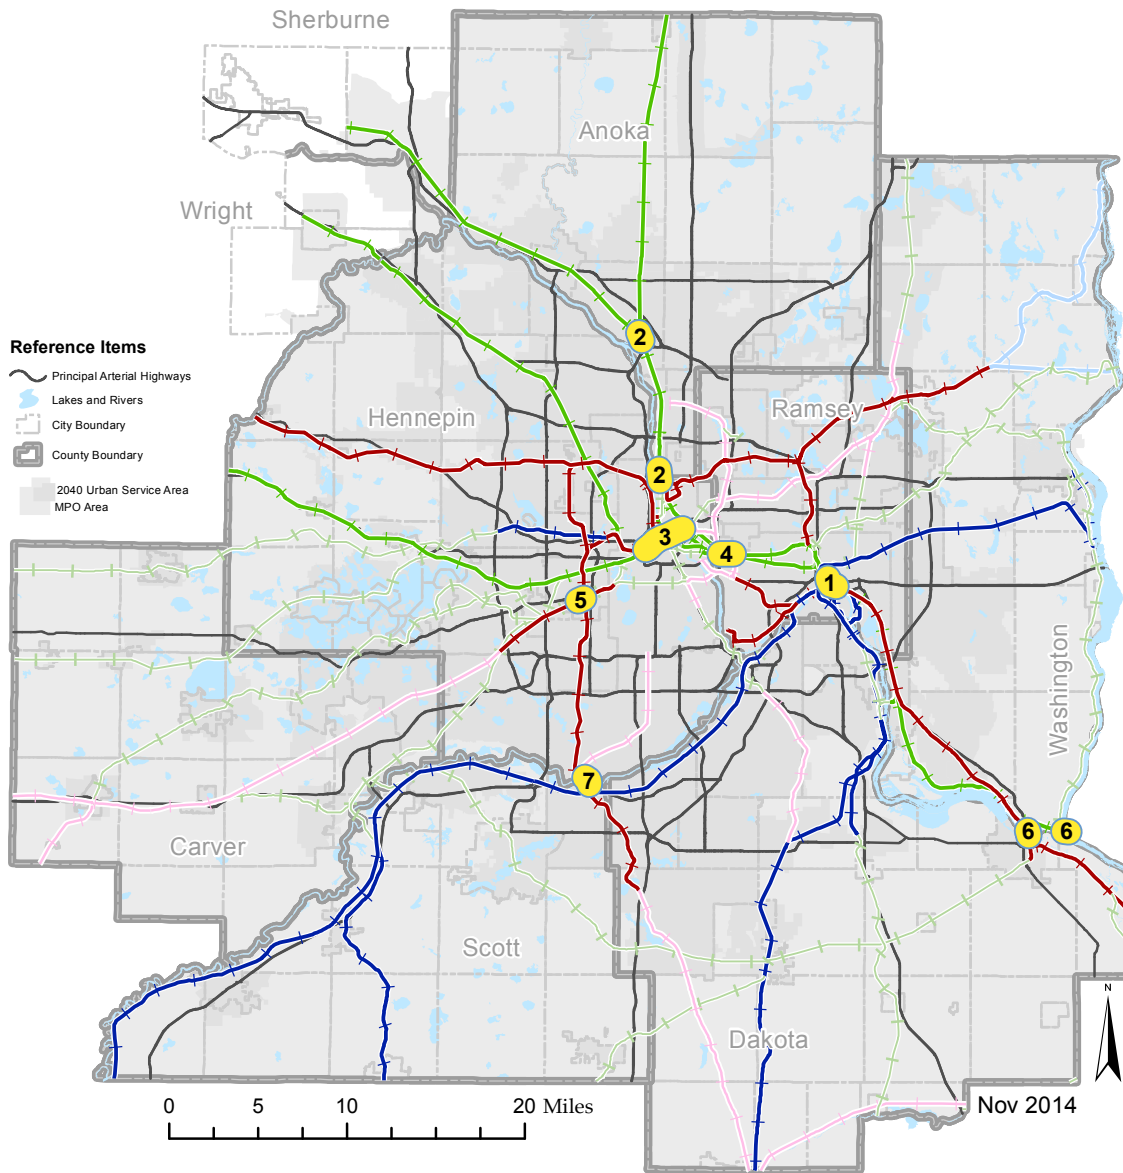 Sherburne
Anoka
Wright
2
Reference Items
Principal Arterial Highways
Lakes and Rivers
City Boundary
County Boundary
2040 Urban Service Area
MPO Area
Hennepin
Ramsey
2
3
4
1
5
Washington
7
6
6
Carver
Scott
Dakota
N
0 5 10 20 Miles
Nov 2014